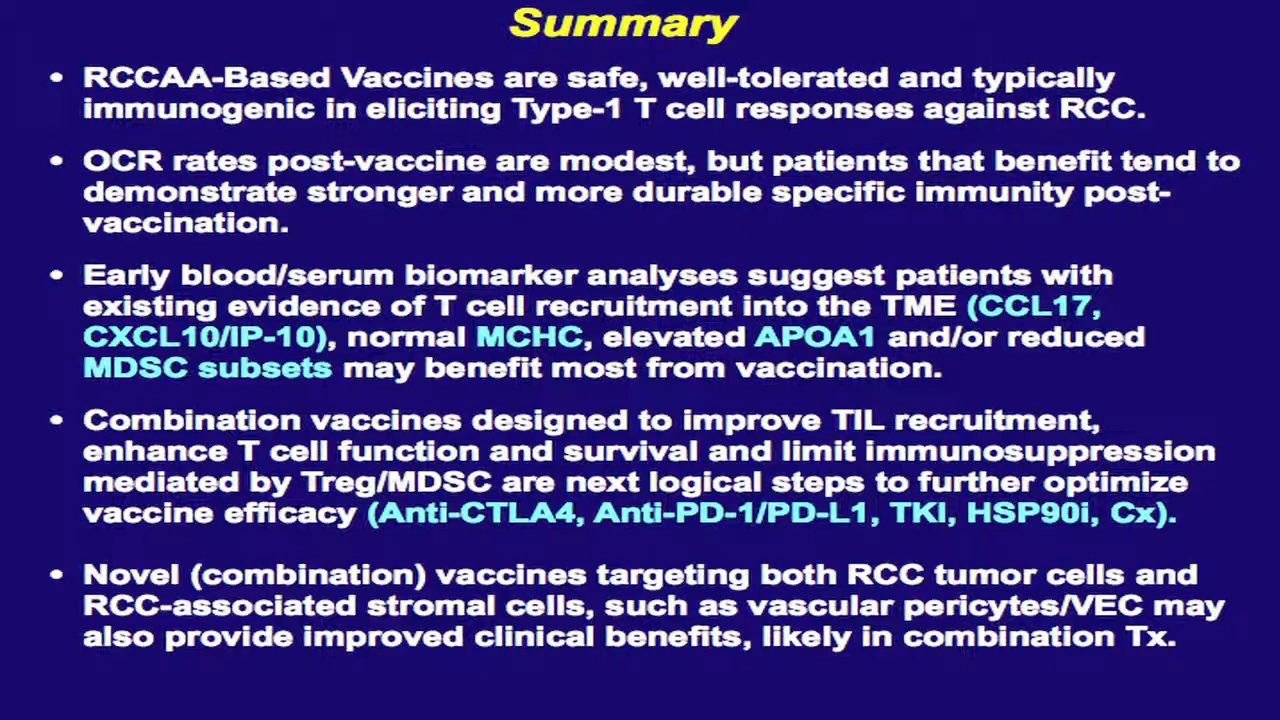 Summary
• RCCAA-Based Vaccines are safe, well-tolerated and typically
immunogenic in eliciting Type-1 T cell responses against RCC.
• OCR rates post-vaccine are modest, but patients that benefit tend to
demonstrate stronger and more durable specific immunity post-
vaccination.
• Early blood/serum biomarker analyses suggest patients with
existing evidence of T cell recruitment into the TME (CCL17,
CXCL10/IP-10), normal MCHC, elevated APOA1 and/or reduced
MDSC subsets may benefit most from vaccination.
• Combination vaccines designed to improve TIL recruitment,
enhance T cell function and survival and limit immunosuppression
mediated by Treg/MDSC are next logical steps to further optimize
vaccine efficacy (Anti-CTLA4, Anti-PD-1/PD-L1, TKI, HSP90i, Cx).
• Novel (combination) vaccines targeting both RCC tumor cells and
RCC-associated stromal cells, such as vascular pericytes/VEC may
also provide improved clinical benefits, likely in combination Tx.